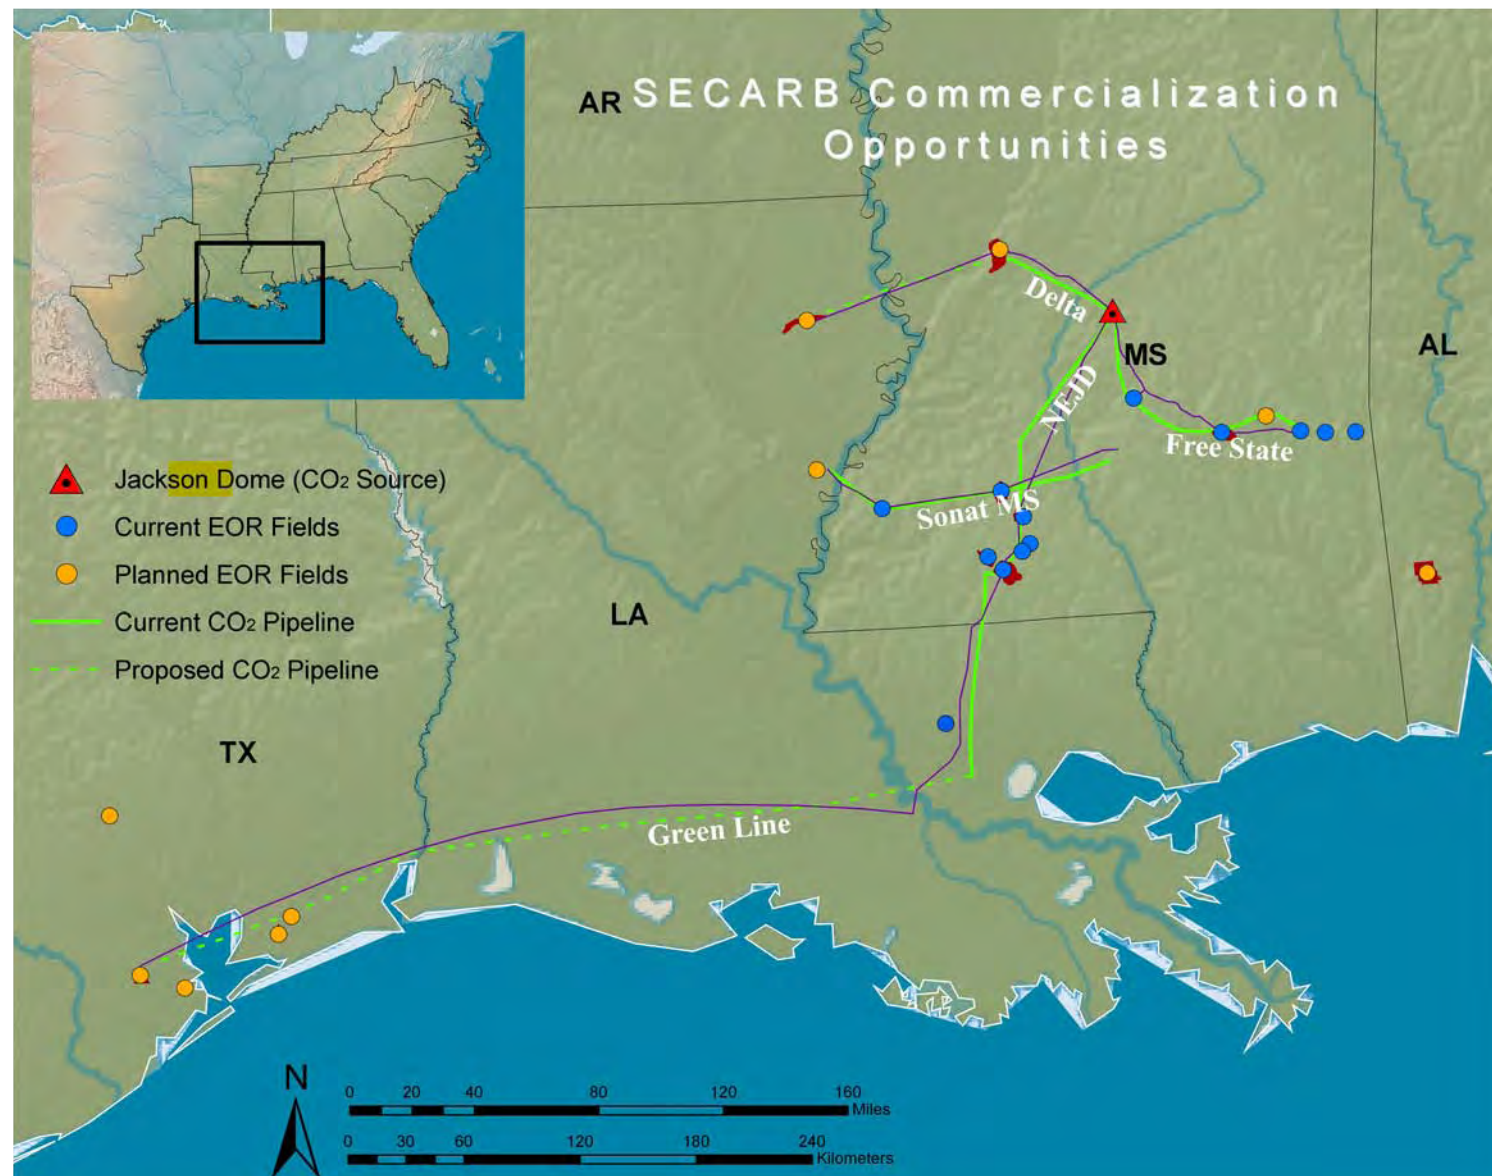 AR
SECARB Commercialization
Opportunities
Delta
MS
AL
NEJD
Free State
Jackson Dome (CO2 Source)
Sonat MS
Current EOR Fields
Planned EOR Fields
Current CO2 Pipeline
LA
Proposed CO2 Pipeline
TX
Green Line
N
0 20 40 80 120 160
Miles
0 30 60 120 180 240
Kilometers